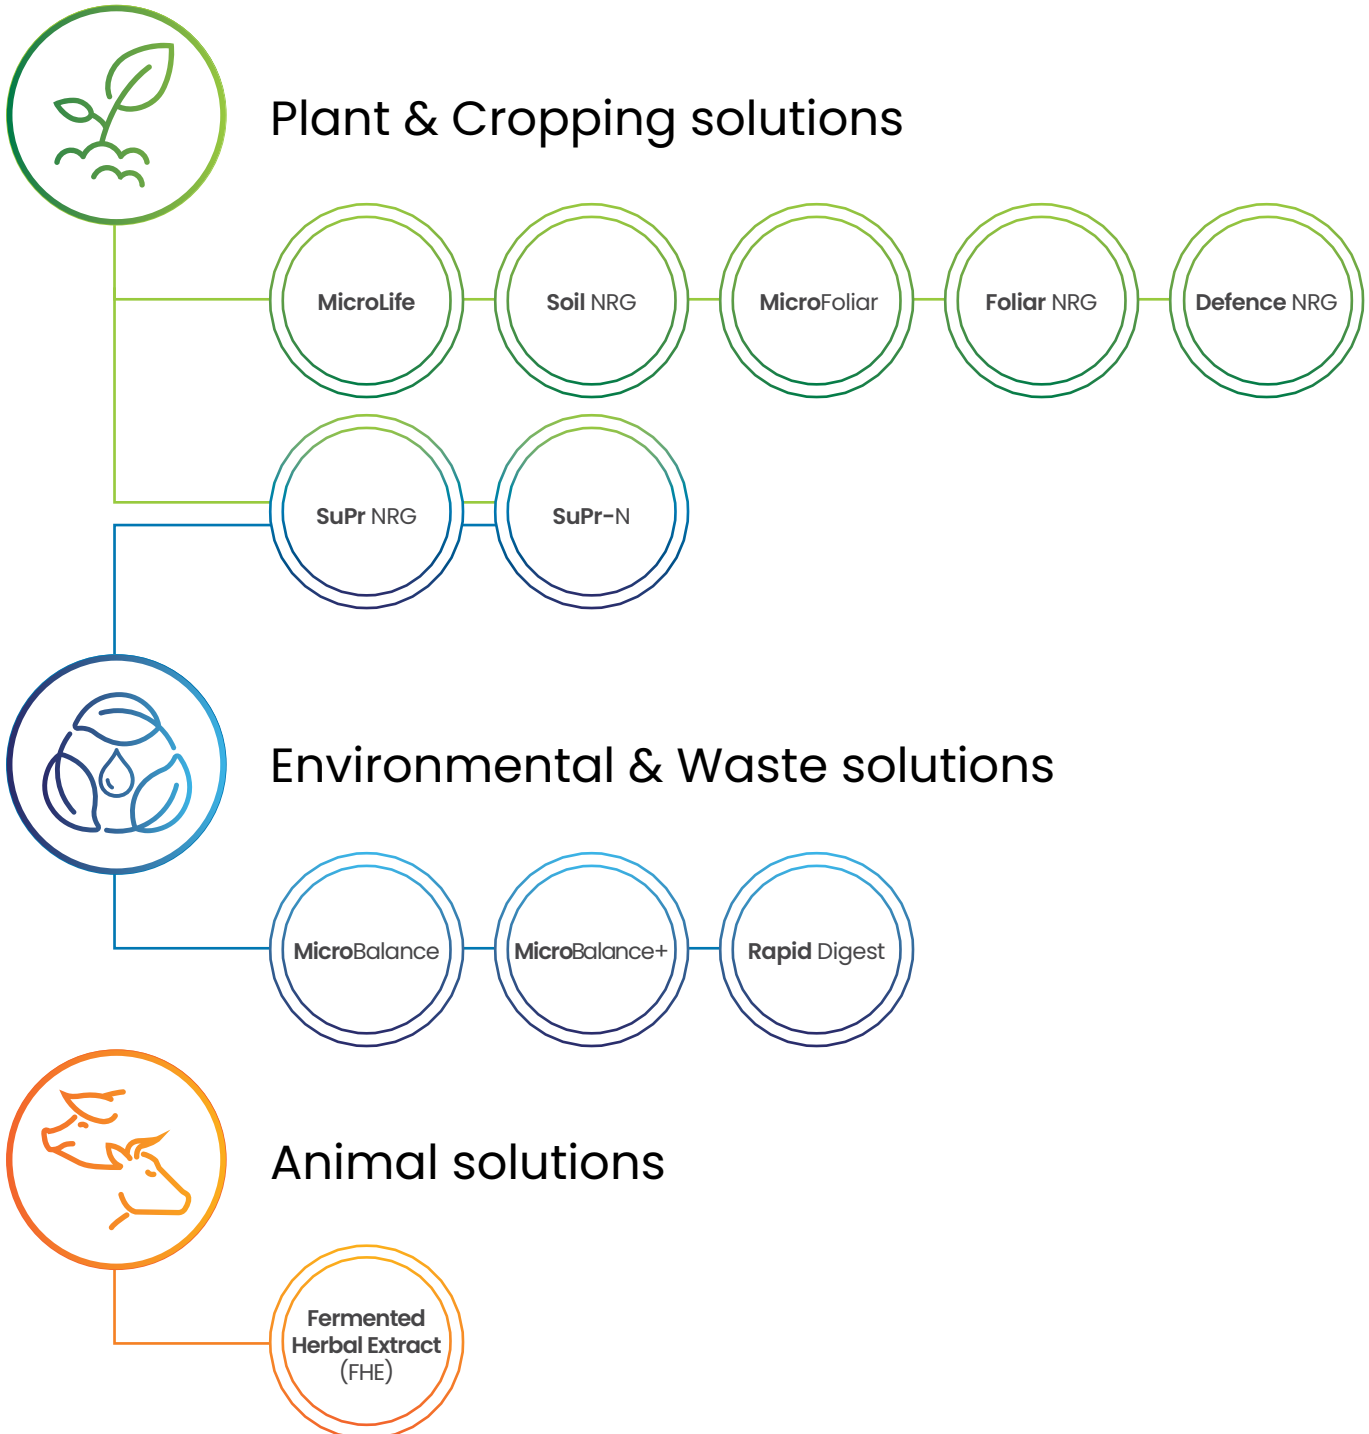 Plant & Cropping solutions
MicroLife
Soil NRG
MicroFoliar
Foliar NRG
Defence NRG
SuPr NRG
SuPr-N
Environmental & Waste solutions
MicroBalance
MicroBalance+
Rapid Digest
Animal solutions
Fermented
Herbal Extract
(FHE)